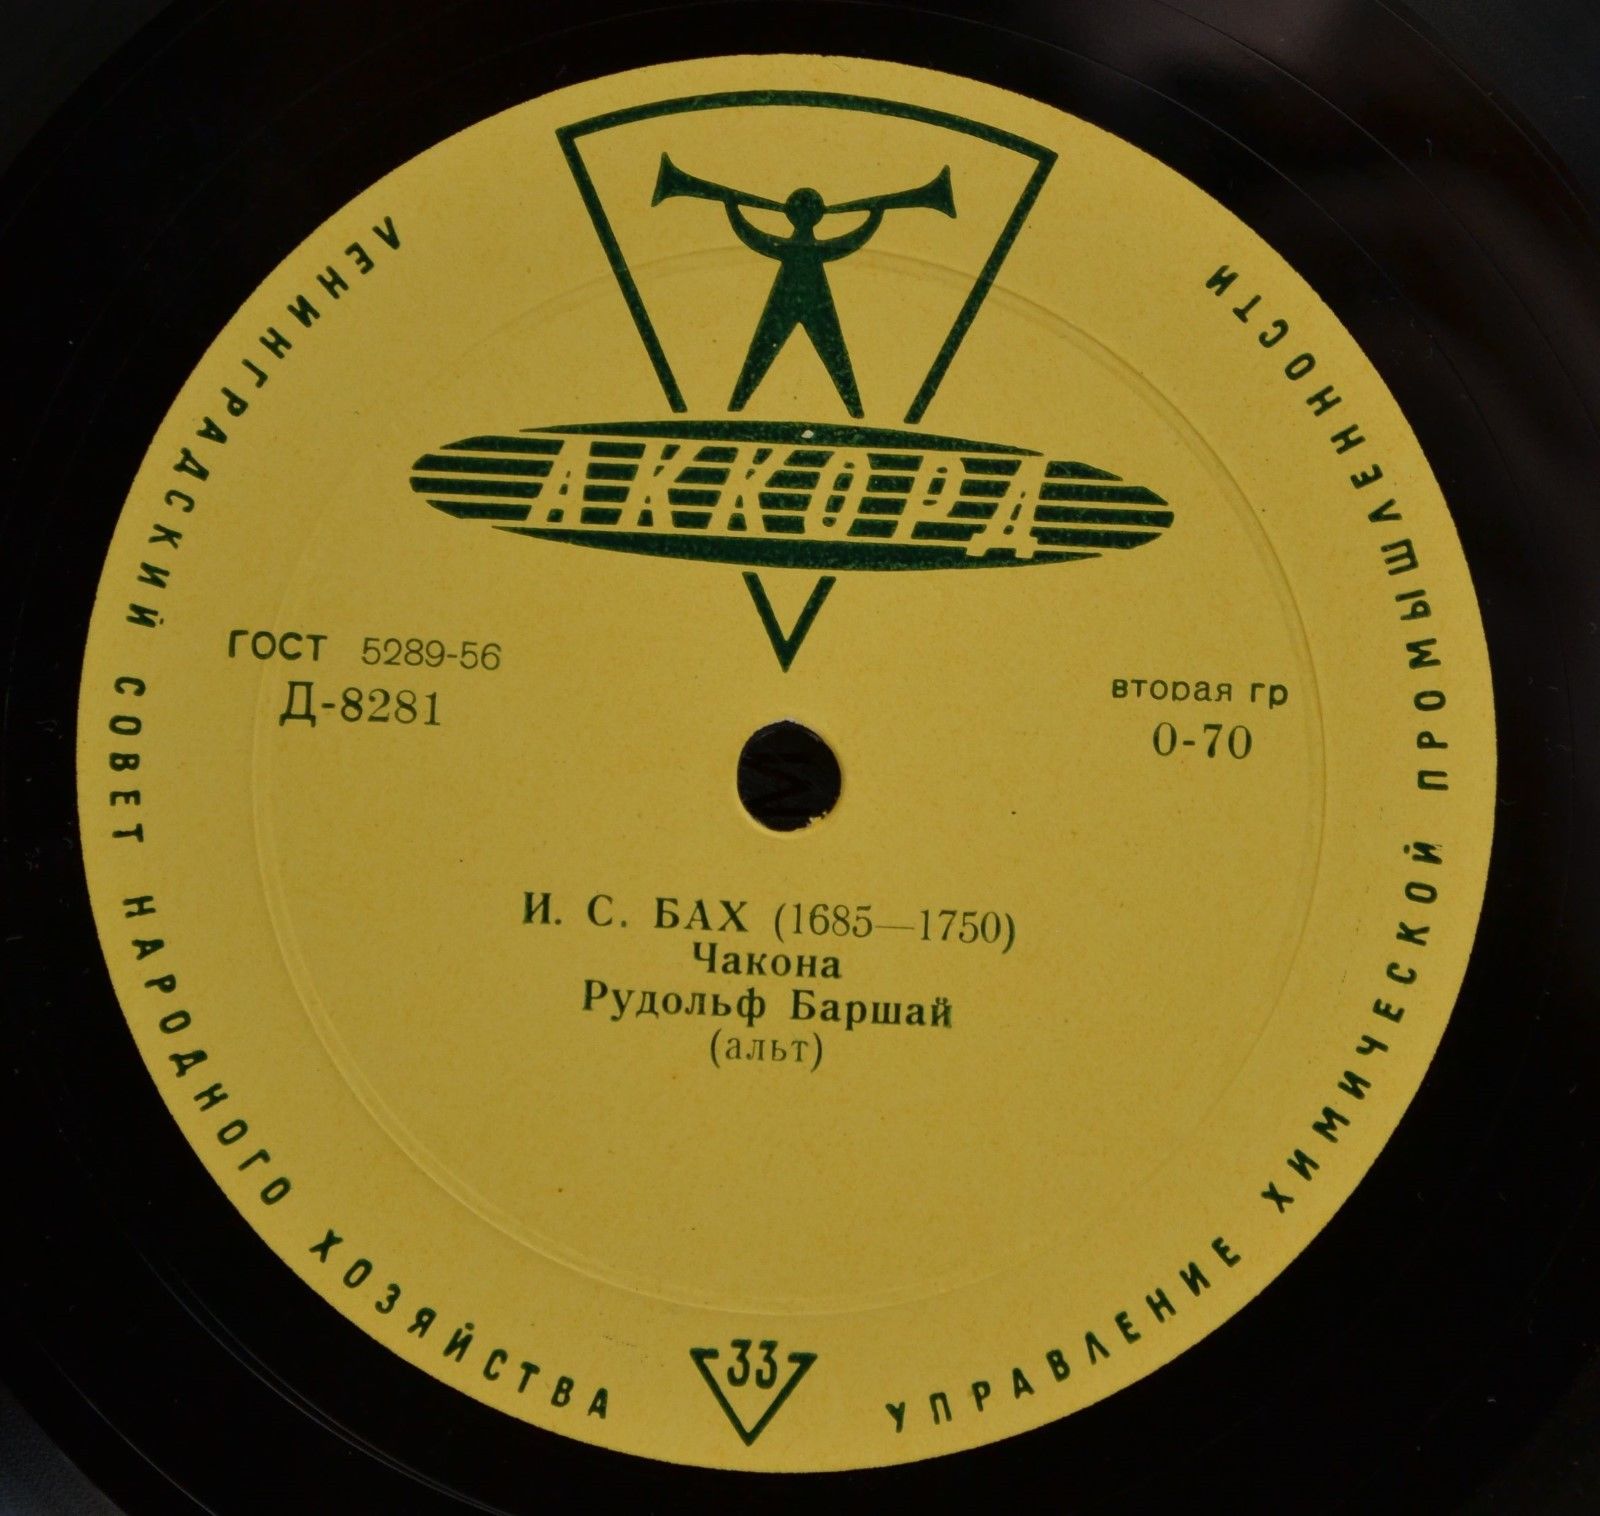 АККОРД
ГОСТ 5289-56
Д-8281
вторая гр
0-70
И. С. БАХ (1685—1750)
Чакона
Рудольф Баршай
(альт)
33
ЛЕНИНГРАДСКИЙ СОВЕТ НАРОДНОГО ХОЗЯЙСТВА
УПРАВЛЕНИЕ ХИМИЧЕСКОЙ ПРОМЫШЛЕННОСТИ